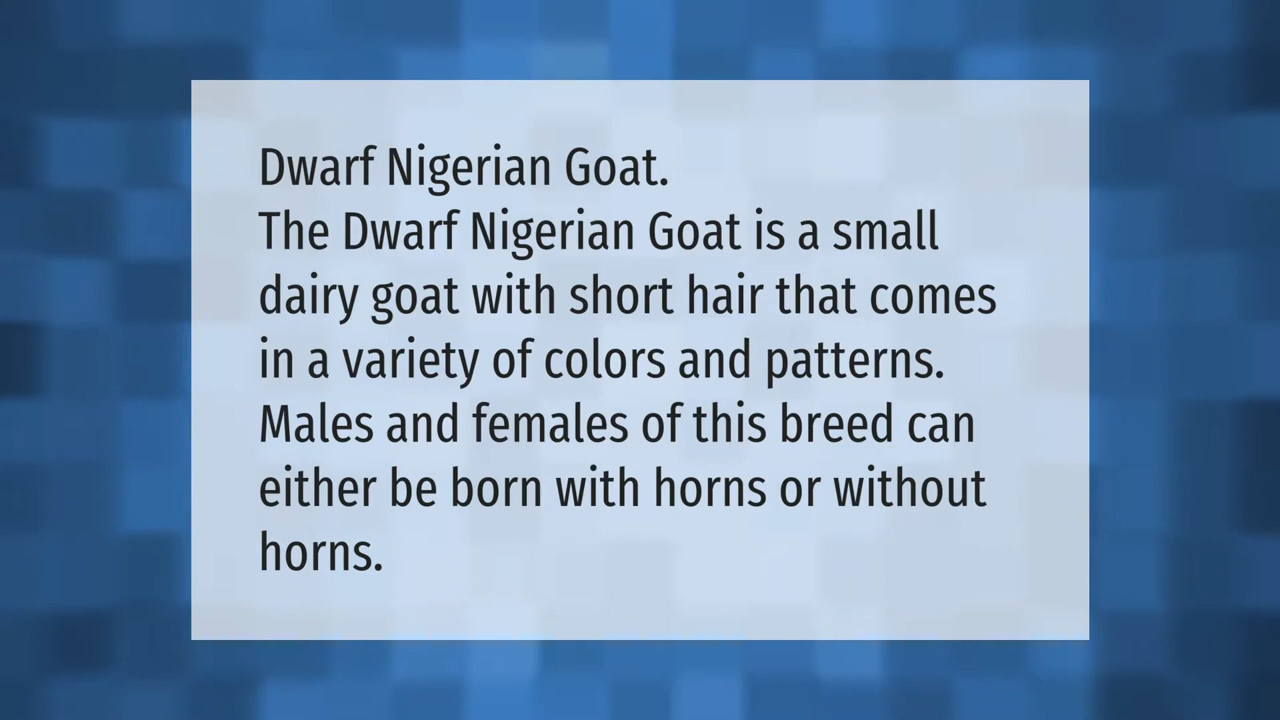 Dwarf Nigerian Goat.
The Dwarf Nigerian Goat is a small
dairy goat with short hair that comes
in a variety of colors and patterns.
Males and females of this breed can
either be born with horns or without
horns.